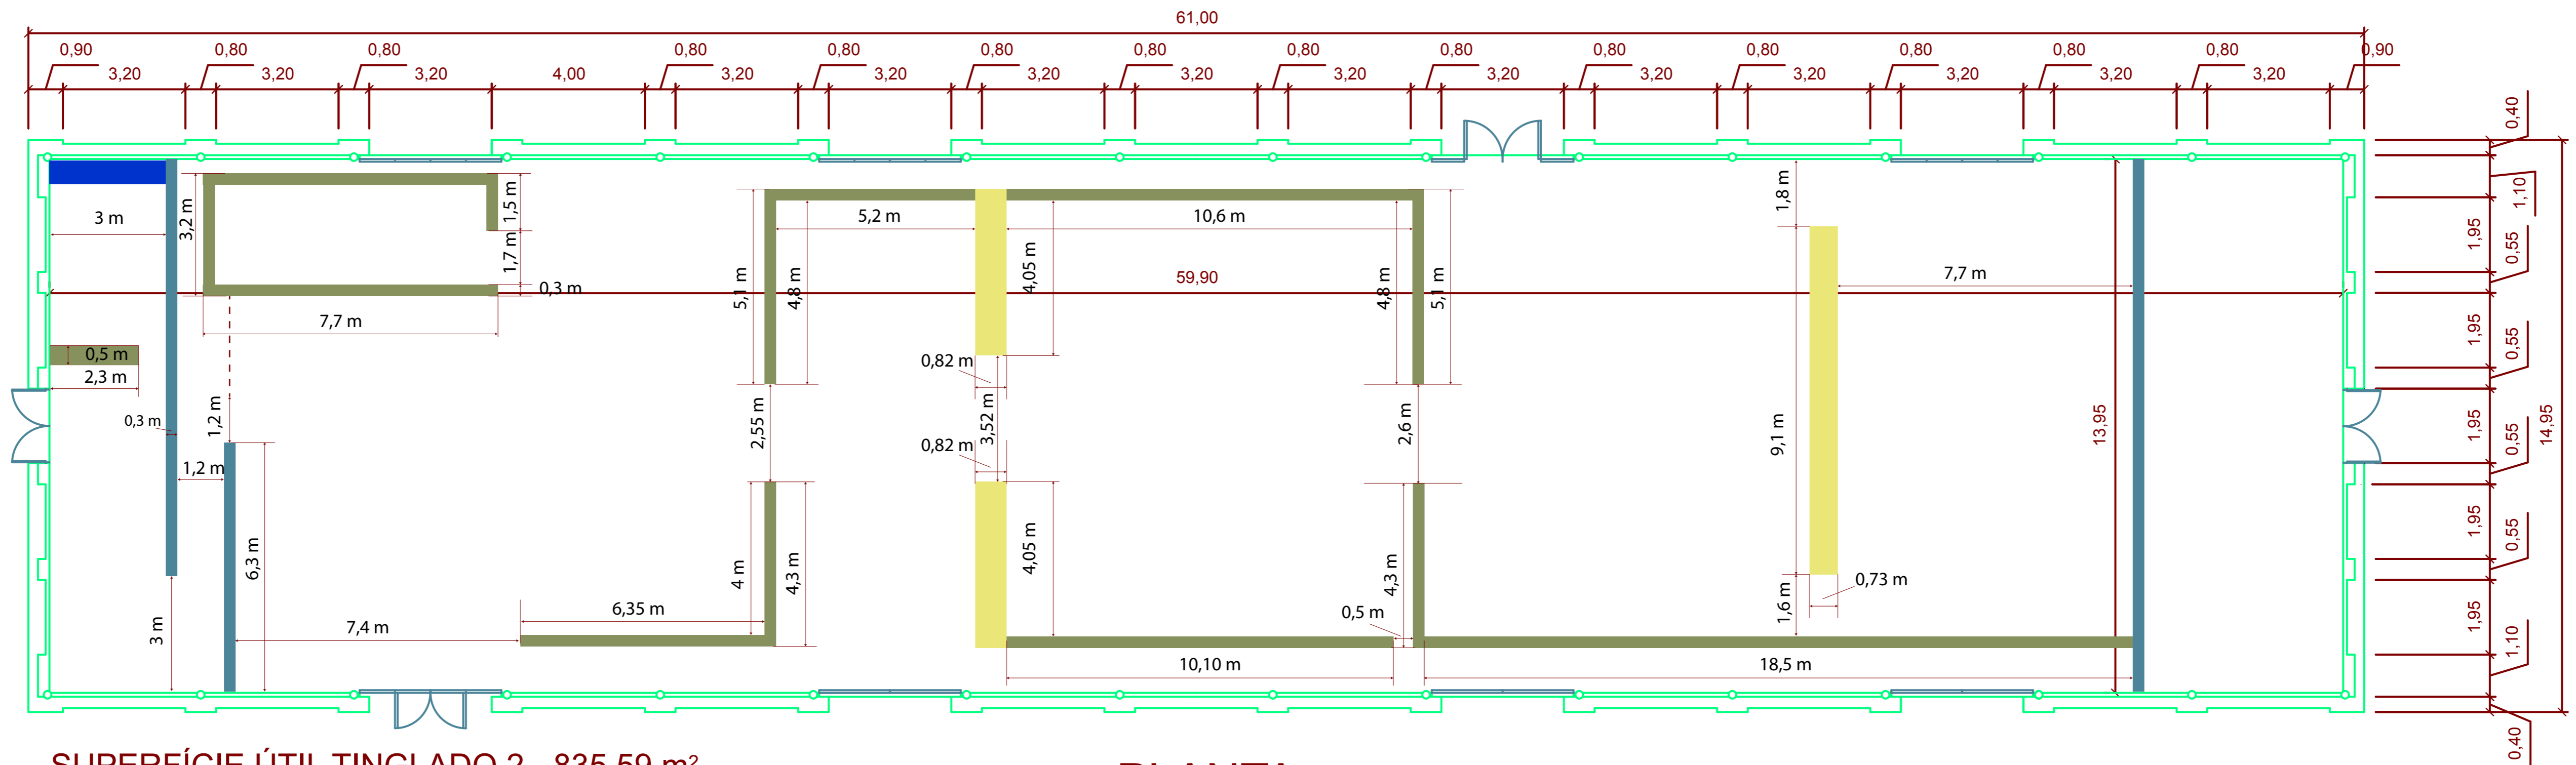 61,00
0,90 0,80 0,80 0,80 0,80 0,80 0,80 0,80 0,80 0,80 0,80 0,80 0,80 0,80 0,90
3,20 3,20 3,20 4,00 3,20 3,20 3,20 3,20 3,20 3,20 3,20 3,20 3,20 3,20 3,20
0,40
1,10
1,95
0,55
1,95
0,55
1,95
0,55
14,95
1,95
0,55
1,95
1,10
0,40
3 m
3,2 m
1,5 m
1,7 m
0,3 m
7,7 m
0,5 m
2,3 m
0,3 m
1,2 m
1,2 m
6,3 m
3 m
7,4 m
6,35 m
4 m
4,3 m
2,55 m
5,1 m
4,8 m
5,2 m
10,6 m
4,05 m
59,90
0,82 m
3,52 m
0,82 m
4,05 m
10,10 m
4,8 m
5,1 m
2,6 m
4,3 m
0,5 m
18,5 m
1,8 m
9,1 m
1,6 m
0,73 m
7,7 m
13,95
SUPERFÍCIE ÚTIL TINGLADO 2 835,59 m²
PLANTA